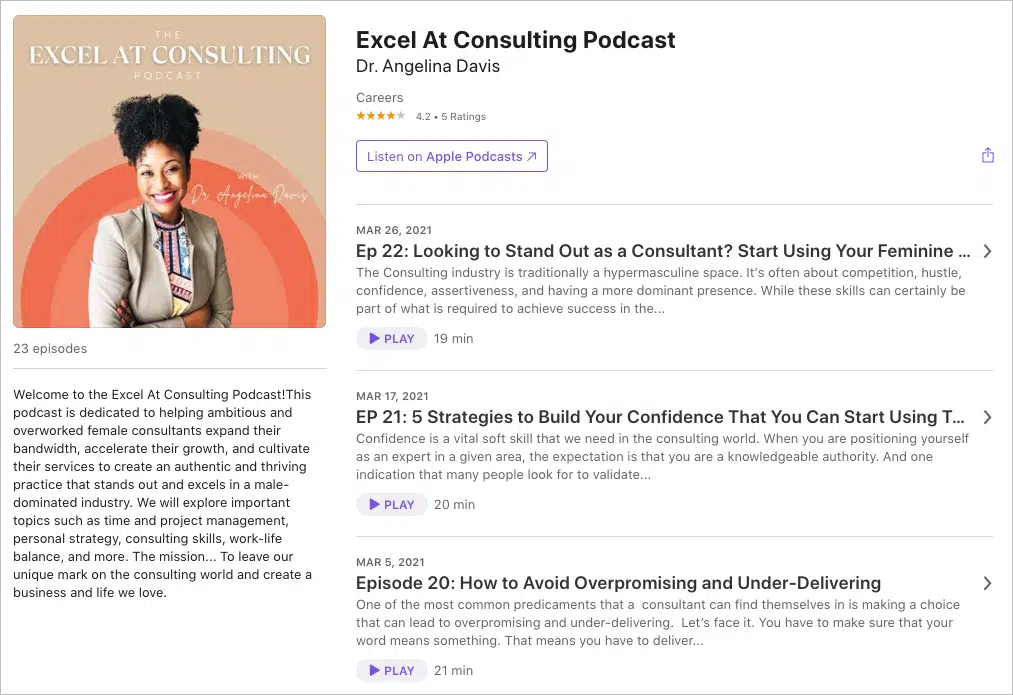 THE
EXCEL AT CONSULTING
PODCAST
WITH
Dr. Angelina Davis
23 episodes
Welcome to the Excel At Consulting Podcast!This
podcast is dedicated to helping ambitious and
overworked female consultants expand their
bandwidth, accelerate their growth, and cultivate
their services to create an authentic and thriving
practice that stands out and excels in a male-
dominated industry. We will explore important
topics such as time and project management,
personal strategy, consulting skills, work-life
balance, and more. The mission... To leave our
unique mark on the consulting world and create a
business and life we love.
Excel At Consulting Podcast
Dr. Angelina Davis
Careers
4.2 • 5 Ratings
Listen on Apple Podcasts
MAR 26, 2021
Ep 22: Looking to Stand Out as a Consultant? Start Using Your Feminine ...
The Consulting industry is traditionally a hypermasculine space. It's often about competition, hustle,
confidence, assertiveness, and having a more dominant presence. While these skills can certainly be
part of what is required to achieve success in the...
PLAY 19 min
MAR 17, 2021
EP 21: 5 Strategies to Build Your Confidence That You Can Start Using T...
Confidence is a vital soft skill that we need in the consulting world. When you are positioning yourself
as an expert in a given area, the expectation is that you are a knowledgeable authority. And one
indication that many people look for to validate...
PLAY 20 min
MAR 5, 2021
Episode 20: How to Avoid Overpromising and Under-Delivering
One of the most common predicaments that a  consultant can find themselves in is making a choice
that can lead to overpromising and under-delivering.  Let’s face it. You have to make sure that your
word means something. That means you have to deliver...
PLAY 21 min